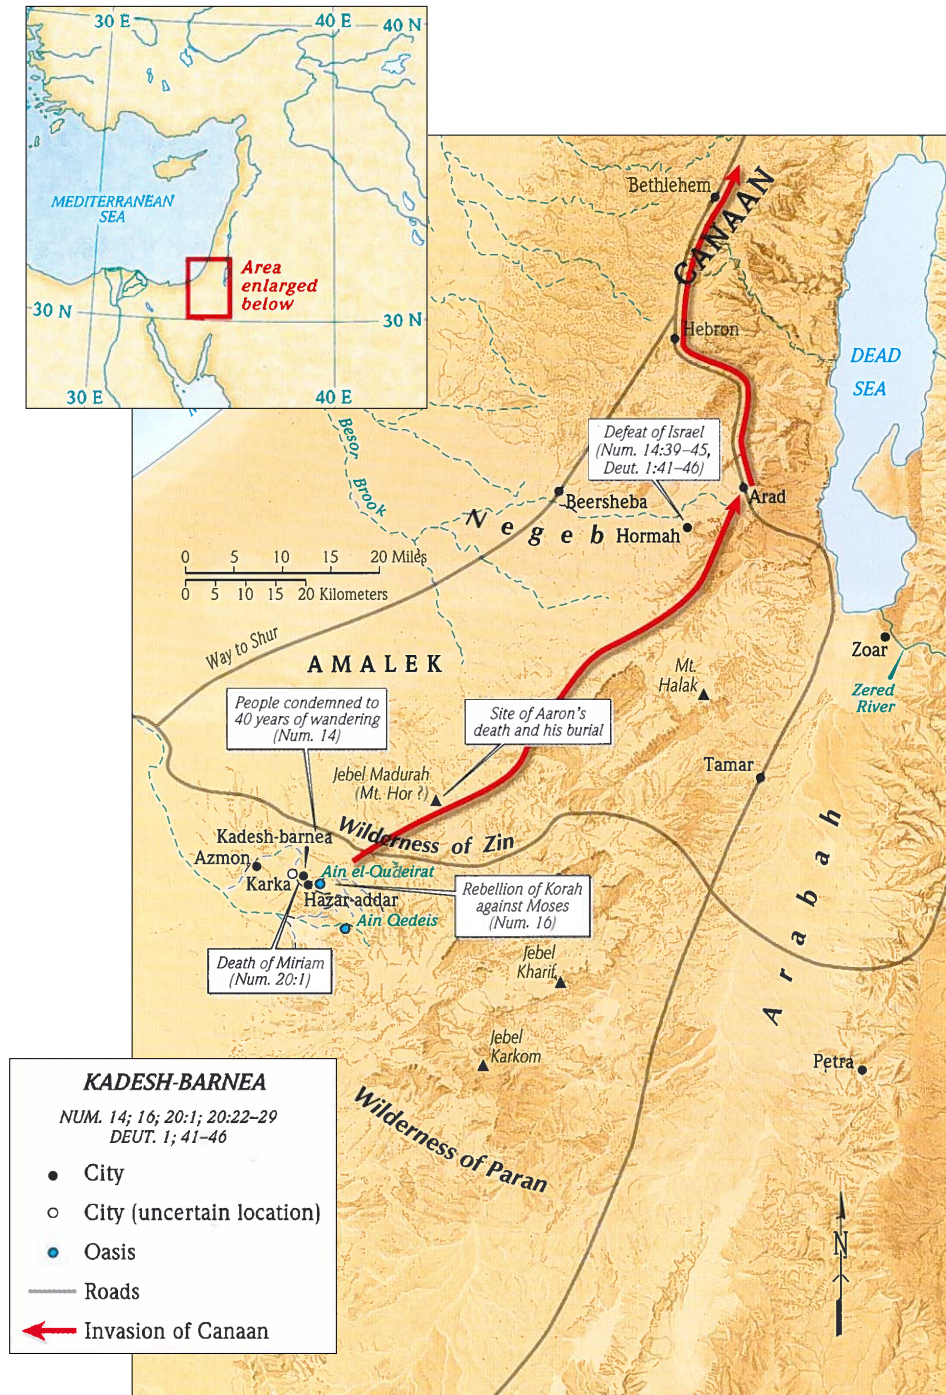 30 E
40 E
40 N
MEDITERRANEAN
SEA
Area
enlarged
below
30 N
30 N
30 E
40 E
Bethlehem
CANAAN
Hebron
DEAD
SEA
Besor
Brook
Defeat of Israel
(Num. 14:39–45,
Deut. 1:41–46)
Arad
Beersheba
Negeb
Hormah
0 5 10 15 20 Miles
0 5 10 15 20 Kilometers
Way to Shur
AMALEK
Zoar
Zered
River
Mt.
Halak
People condemned to
40 years of wandering
(Num. 14)
Site of Aaron's
death and his burial
Jebel Madurah
(Mt. Hor ?)
Tamar
Wilderness of Zin
Kadesh-barnea
Azmon
Karka
Ain el-Qudeirat
Hazar-addar
Ain Qedeis
Rebellion of Korah
against Moses
(Num. 16)
Death of Miriam
(Num. 20:1)
Arabah
Jebel
Kharif
Jebel
Karkom
Petra
Wilderness of Paran
N
KADESH-BARNEA
NUM. 14; 16; 20:1; 20:22–29
DEUT. 1; 41–46
City
City (uncertain location)
Oasis
Roads
Invasion of Canaan